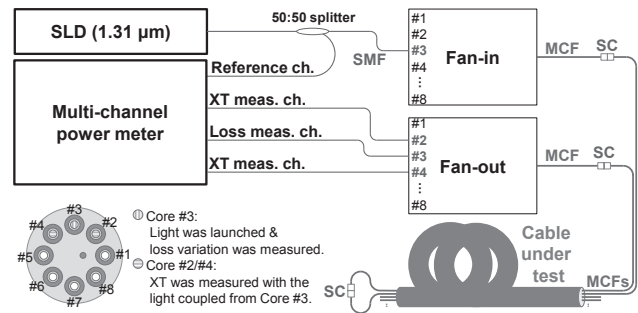 SLD (1.31 μm)
50:50 splitter
Reference ch.
SMF
Multi-channel
power meter
XT meas. ch.
Loss meas. ch.
XT meas. ch.
#1
#2
#3
#4
⋮
#8
Fan-in
MCF
SC
#1
#2
#3
#4
⋮
#8
Fan-out
MCF
SC
#3
#4
#2
#5
#1
#6
#8
#7
Core #3:
Light was launched &
loss variation was measured.
Core #2/#4:
XT was measured with the
light coupled from Core #3.
SC
Cable
under
test
MCFs